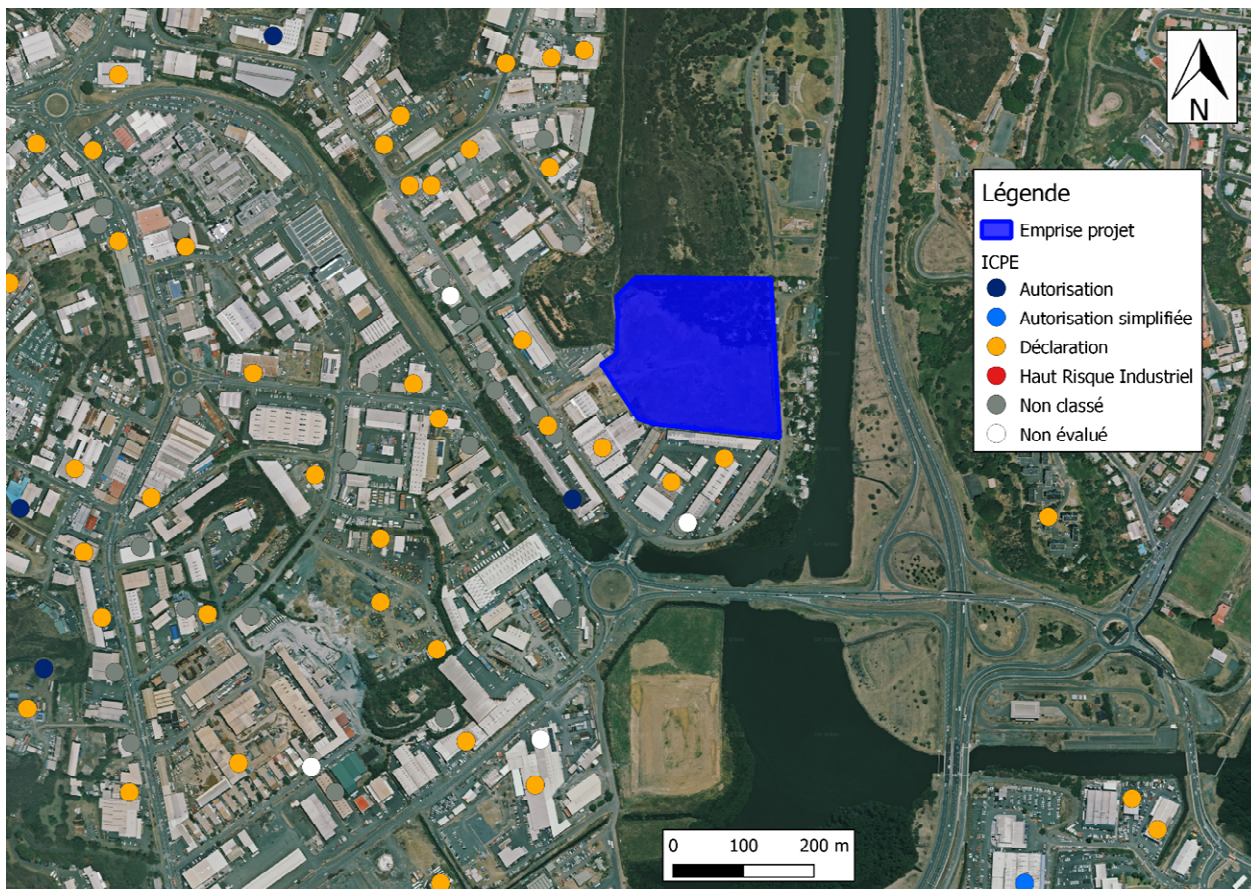 N
Légende
Emprise projet
ICPE
Autorisation
Autorisation simplifiée
Déclaration
Haut Risque Industriel
Non classé
Non évalué
0 100 200 m